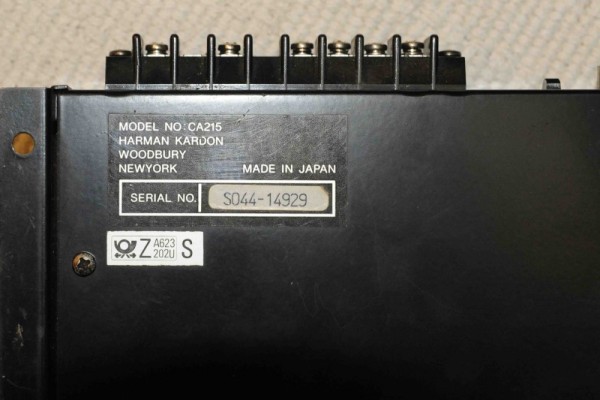 MODEL NO: CA215
HARMAN KARDON
WOODBURY
NEWYORK MADE IN JAPAN
SERIAL NO. S044-14929
Z A623 202U S